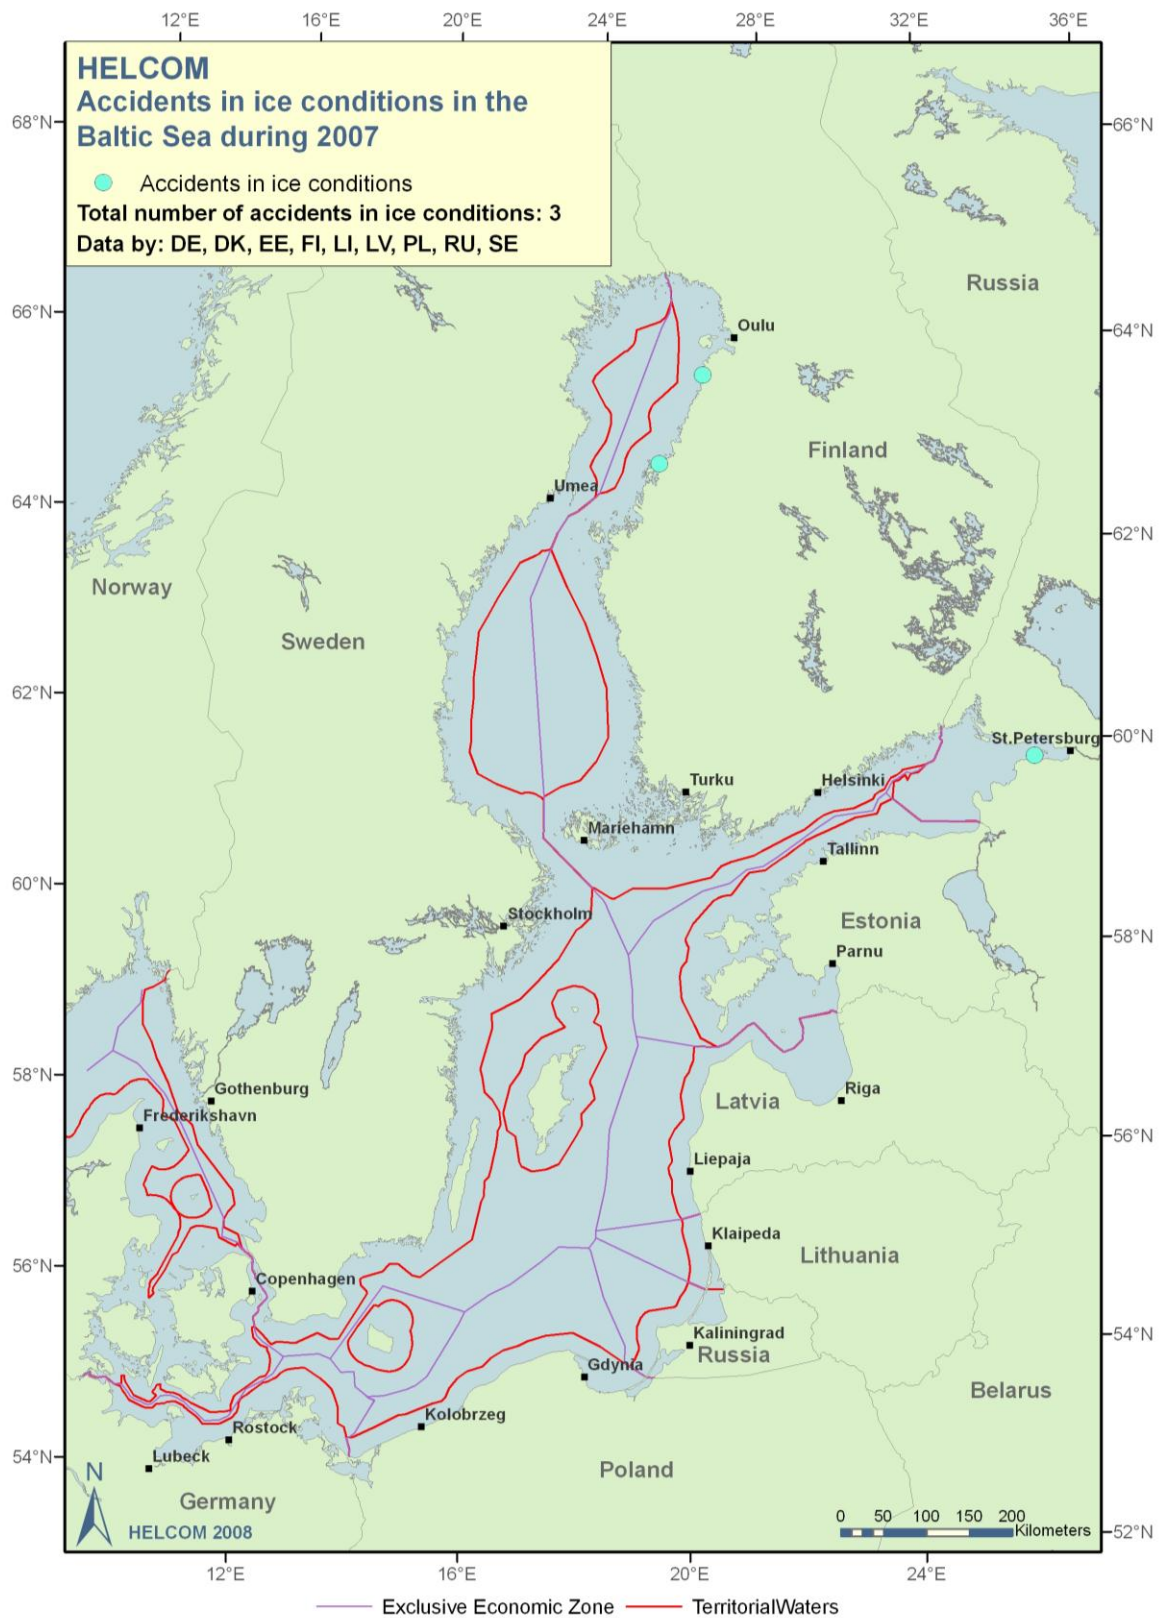 12°E 16°E 20°E 24°E 28°E 32°E 36°E
HELCOM
Accidents in ice conditions in the
Baltic Sea during 2007
Accidents in ice conditions
Total number of accidents in ice conditions: 3
Data by: DE, DK, EE, FI, LI, LV, PL, RU, SE
68°N
66°N
Russia
66°N
Oulu
64°N
Finland
Umea
64°N
62°N
Norway
Sweden
62°N
St.Petersburg
60°N
Turku
Helsinki
Mariehamn
Tallinn
60°N
Stockholm
Estonia
58°N
Parnu
58°N
Gothenburg
Riga
Latvia
Frederikshavn
56°N
Liepaja
Klaipeda
Lithuania
56°N
Copenhagen
Kaliningrad
54°N
Russia
Gdynia
Belarus
Kolobrzeg
Rostock
54°N
Lubeck
Poland
N
Germany
0 50 100 150 200
Kilometers
HELCOM 2008
52°N
12°E 16°E 20°E 24°E
Exclusive Economic Zone TerritorialWaters